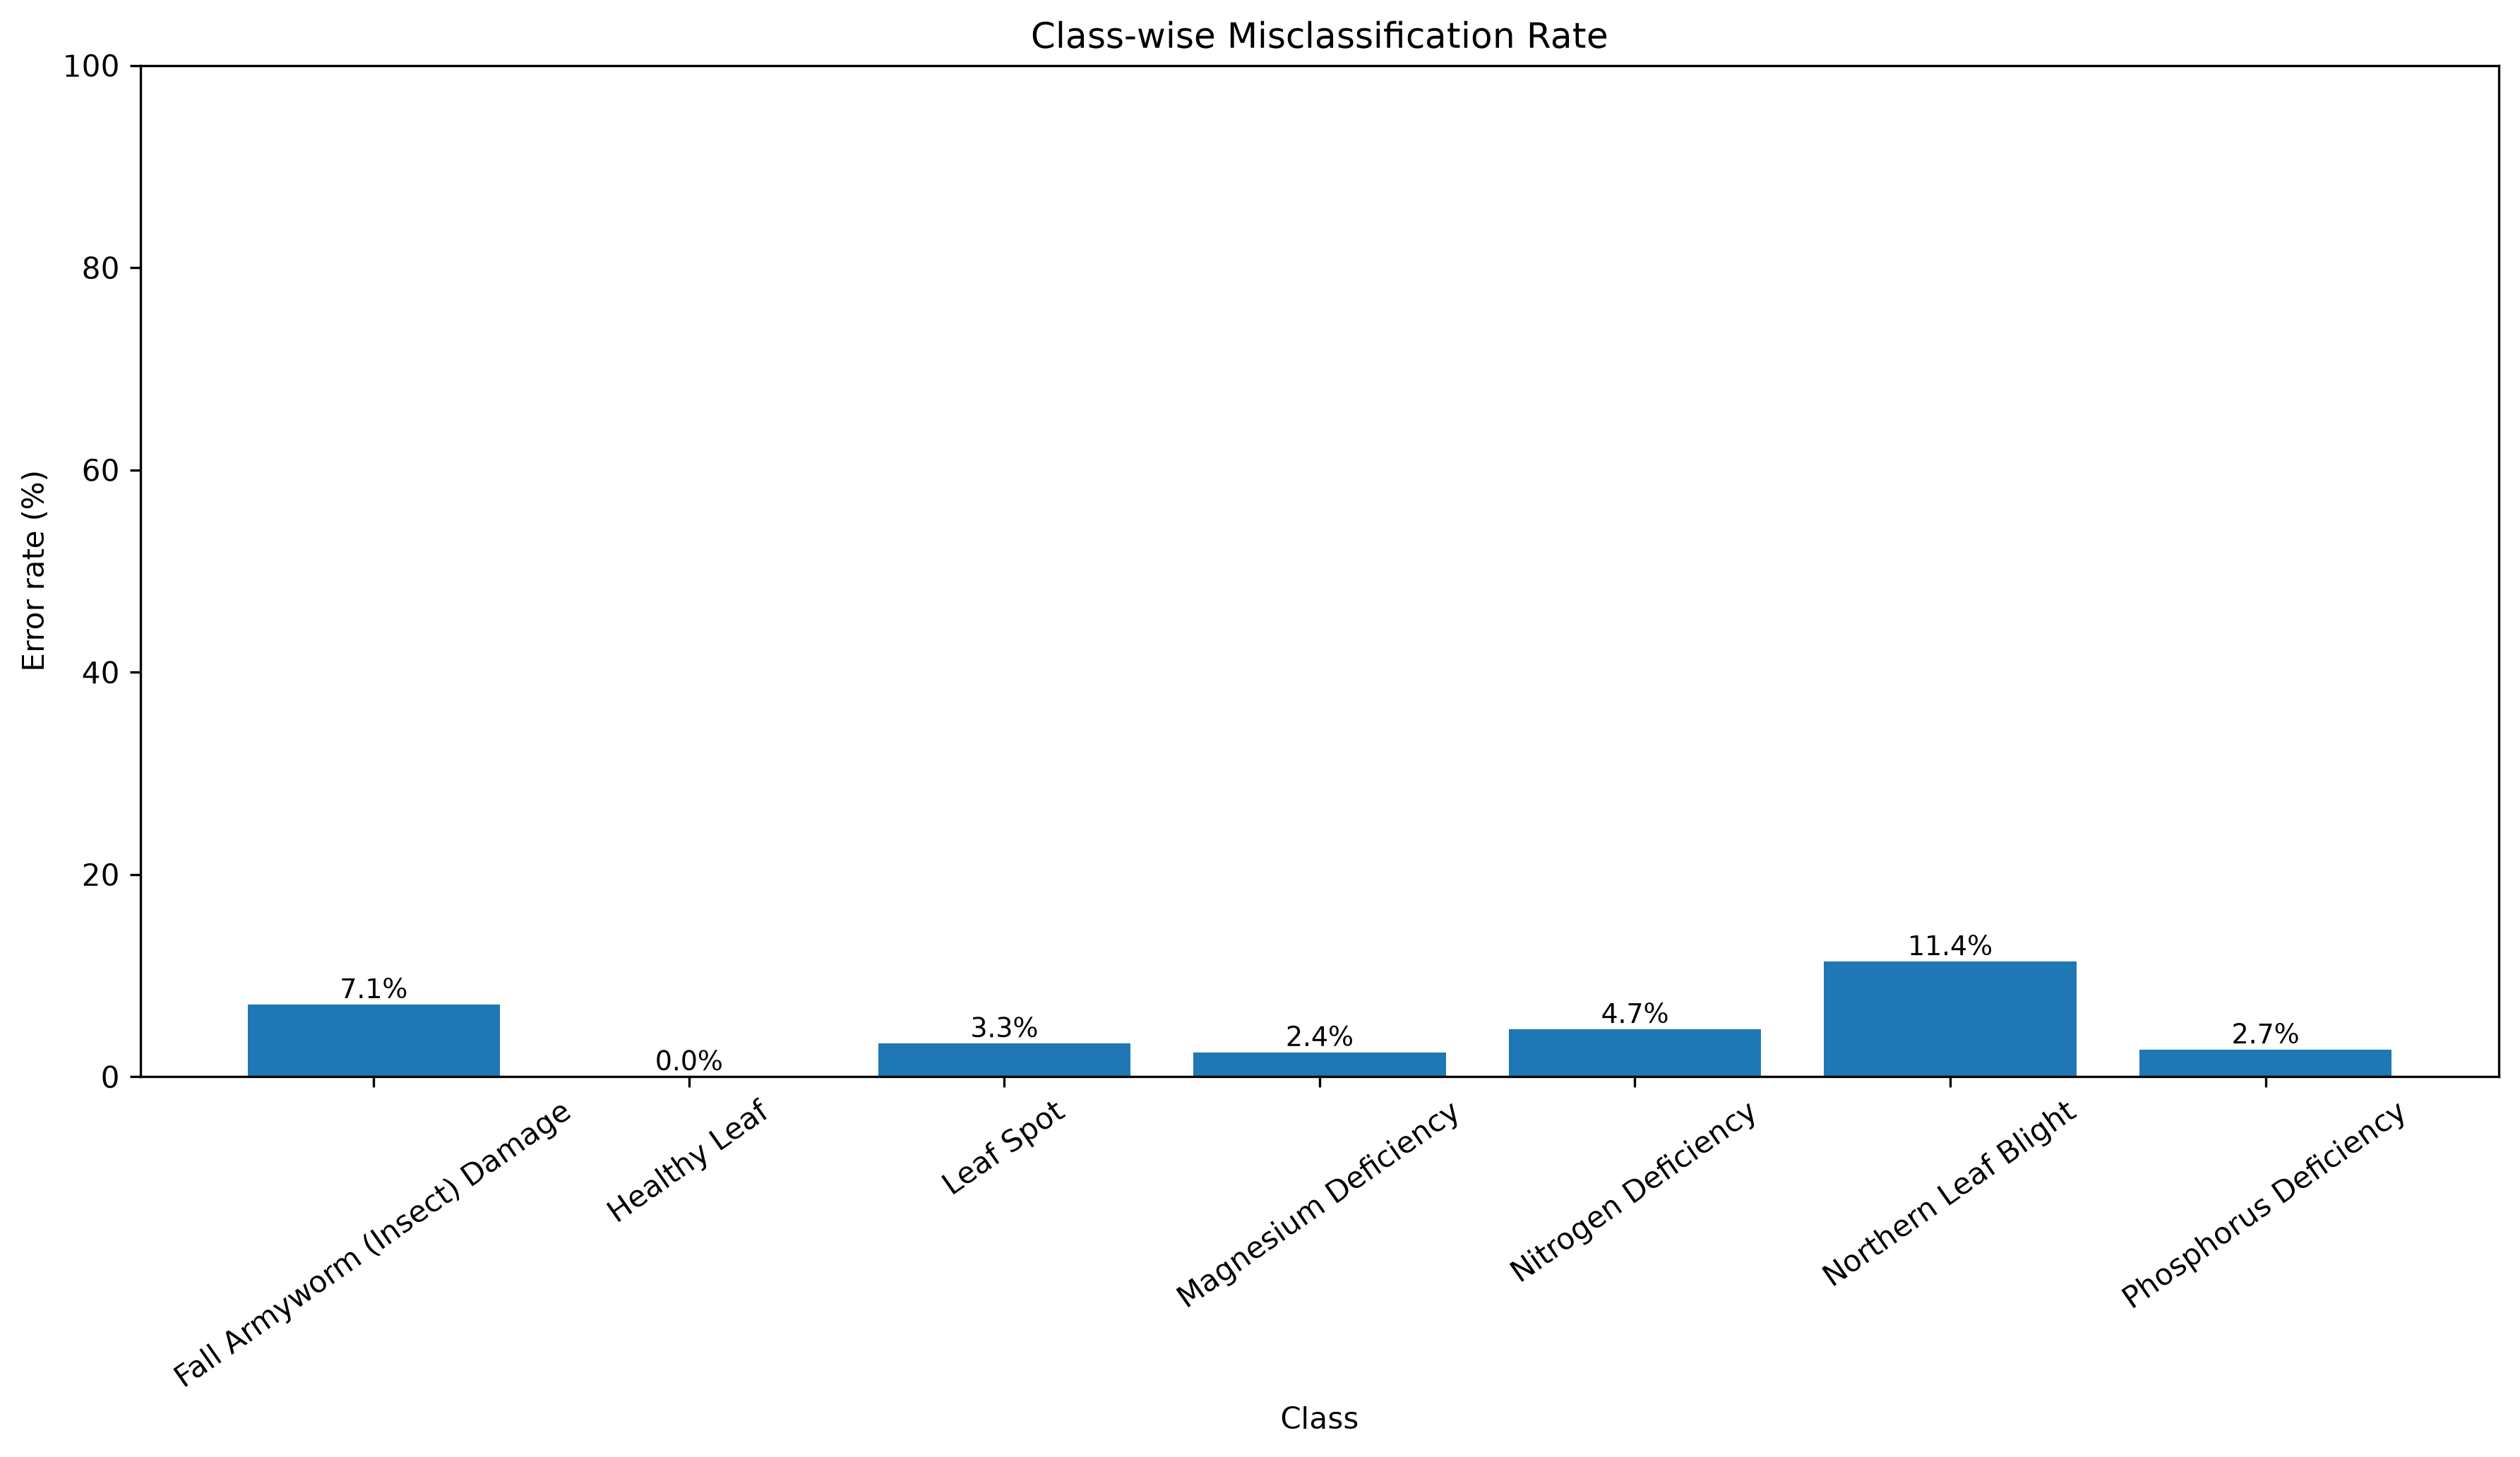 Class-wise Misclassification Rate
100
80
60
40
20
0
Error rate (%)
7.1%
0.0%
3.3%
2.4%
4.7%
11.4%
2.7%
Fall Armyworm (Insect) Damage
Healthy Leaf
Leaf Spot
Magnesium Deficiency
Nitrogen Deficiency
Northern Leaf Blight
Phosphorus Deficiency
Class